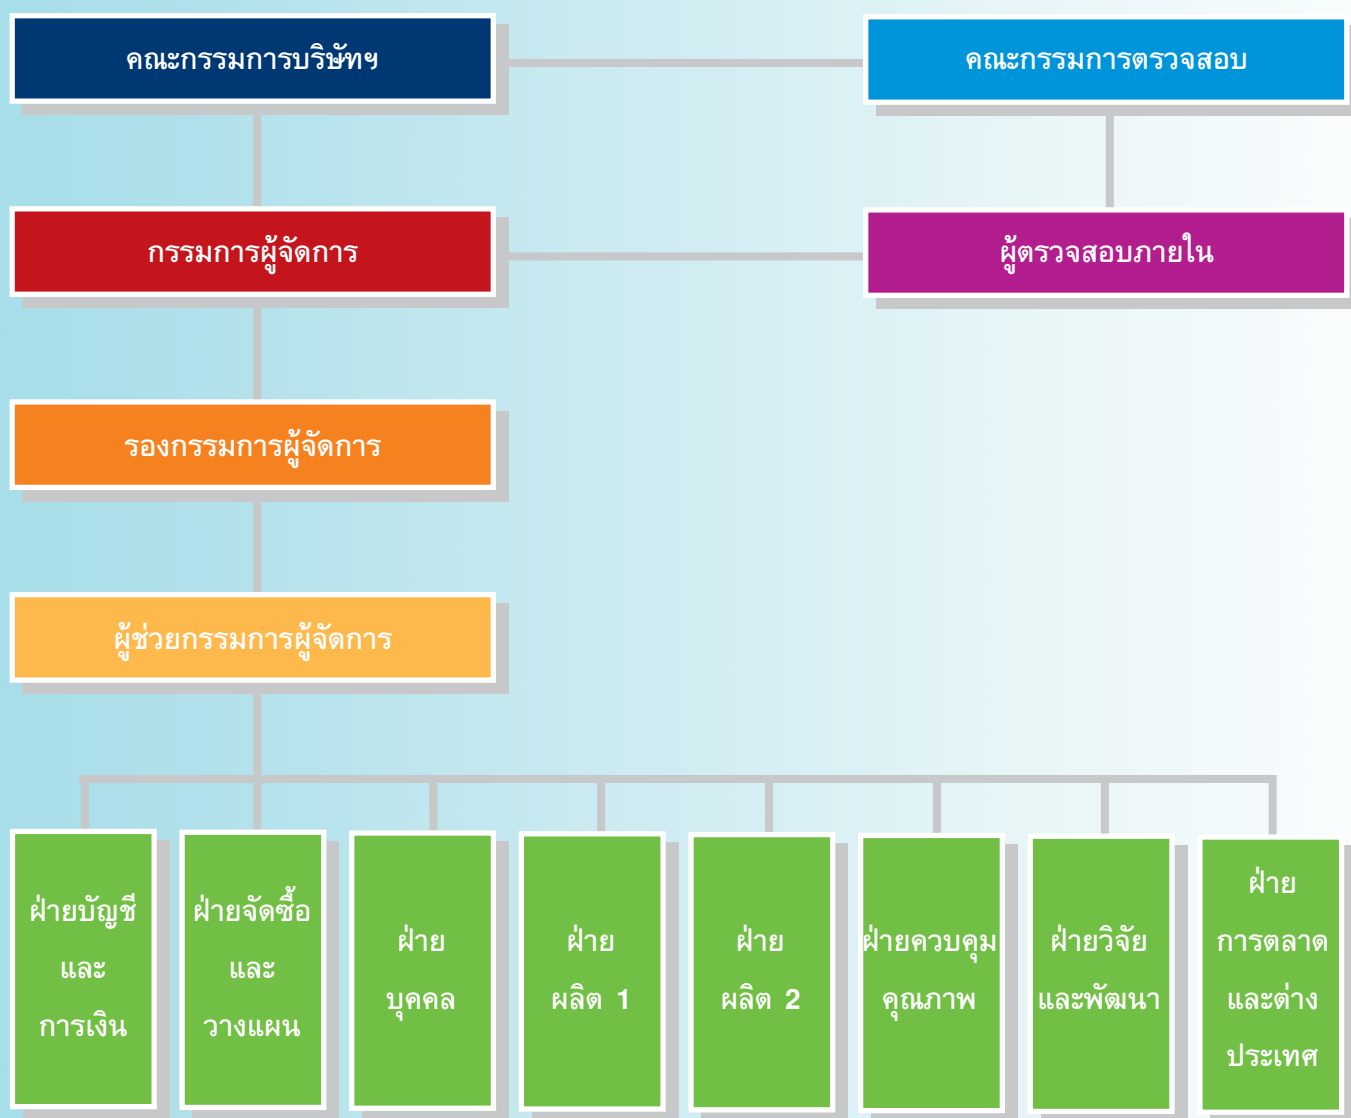 คณะกรรมการบริษัทฯ
คณะกรรมการตรวจสอบ
กรรมการผู้จัดการ
ผู้ตรวจสอบภายใน
รองกรรมการผู้จัดการ
ผู้ช่วยกรรมการผู้จัดการ
ฝ่ายบัญชี
และ
การเงิน
ฝ่ายจัดซื้อ
และ
วางแผน
ฝ่าย
บุคคล
ฝ่าย
ผลิต 1
ฝ่าย
ผลิต 2
ฝ่ายควบคุม
คุณภาพ
ฝ่ายวิจัย
และพัฒนา
ฝ่าย
การตลาด
และต่าง
ประเทศ